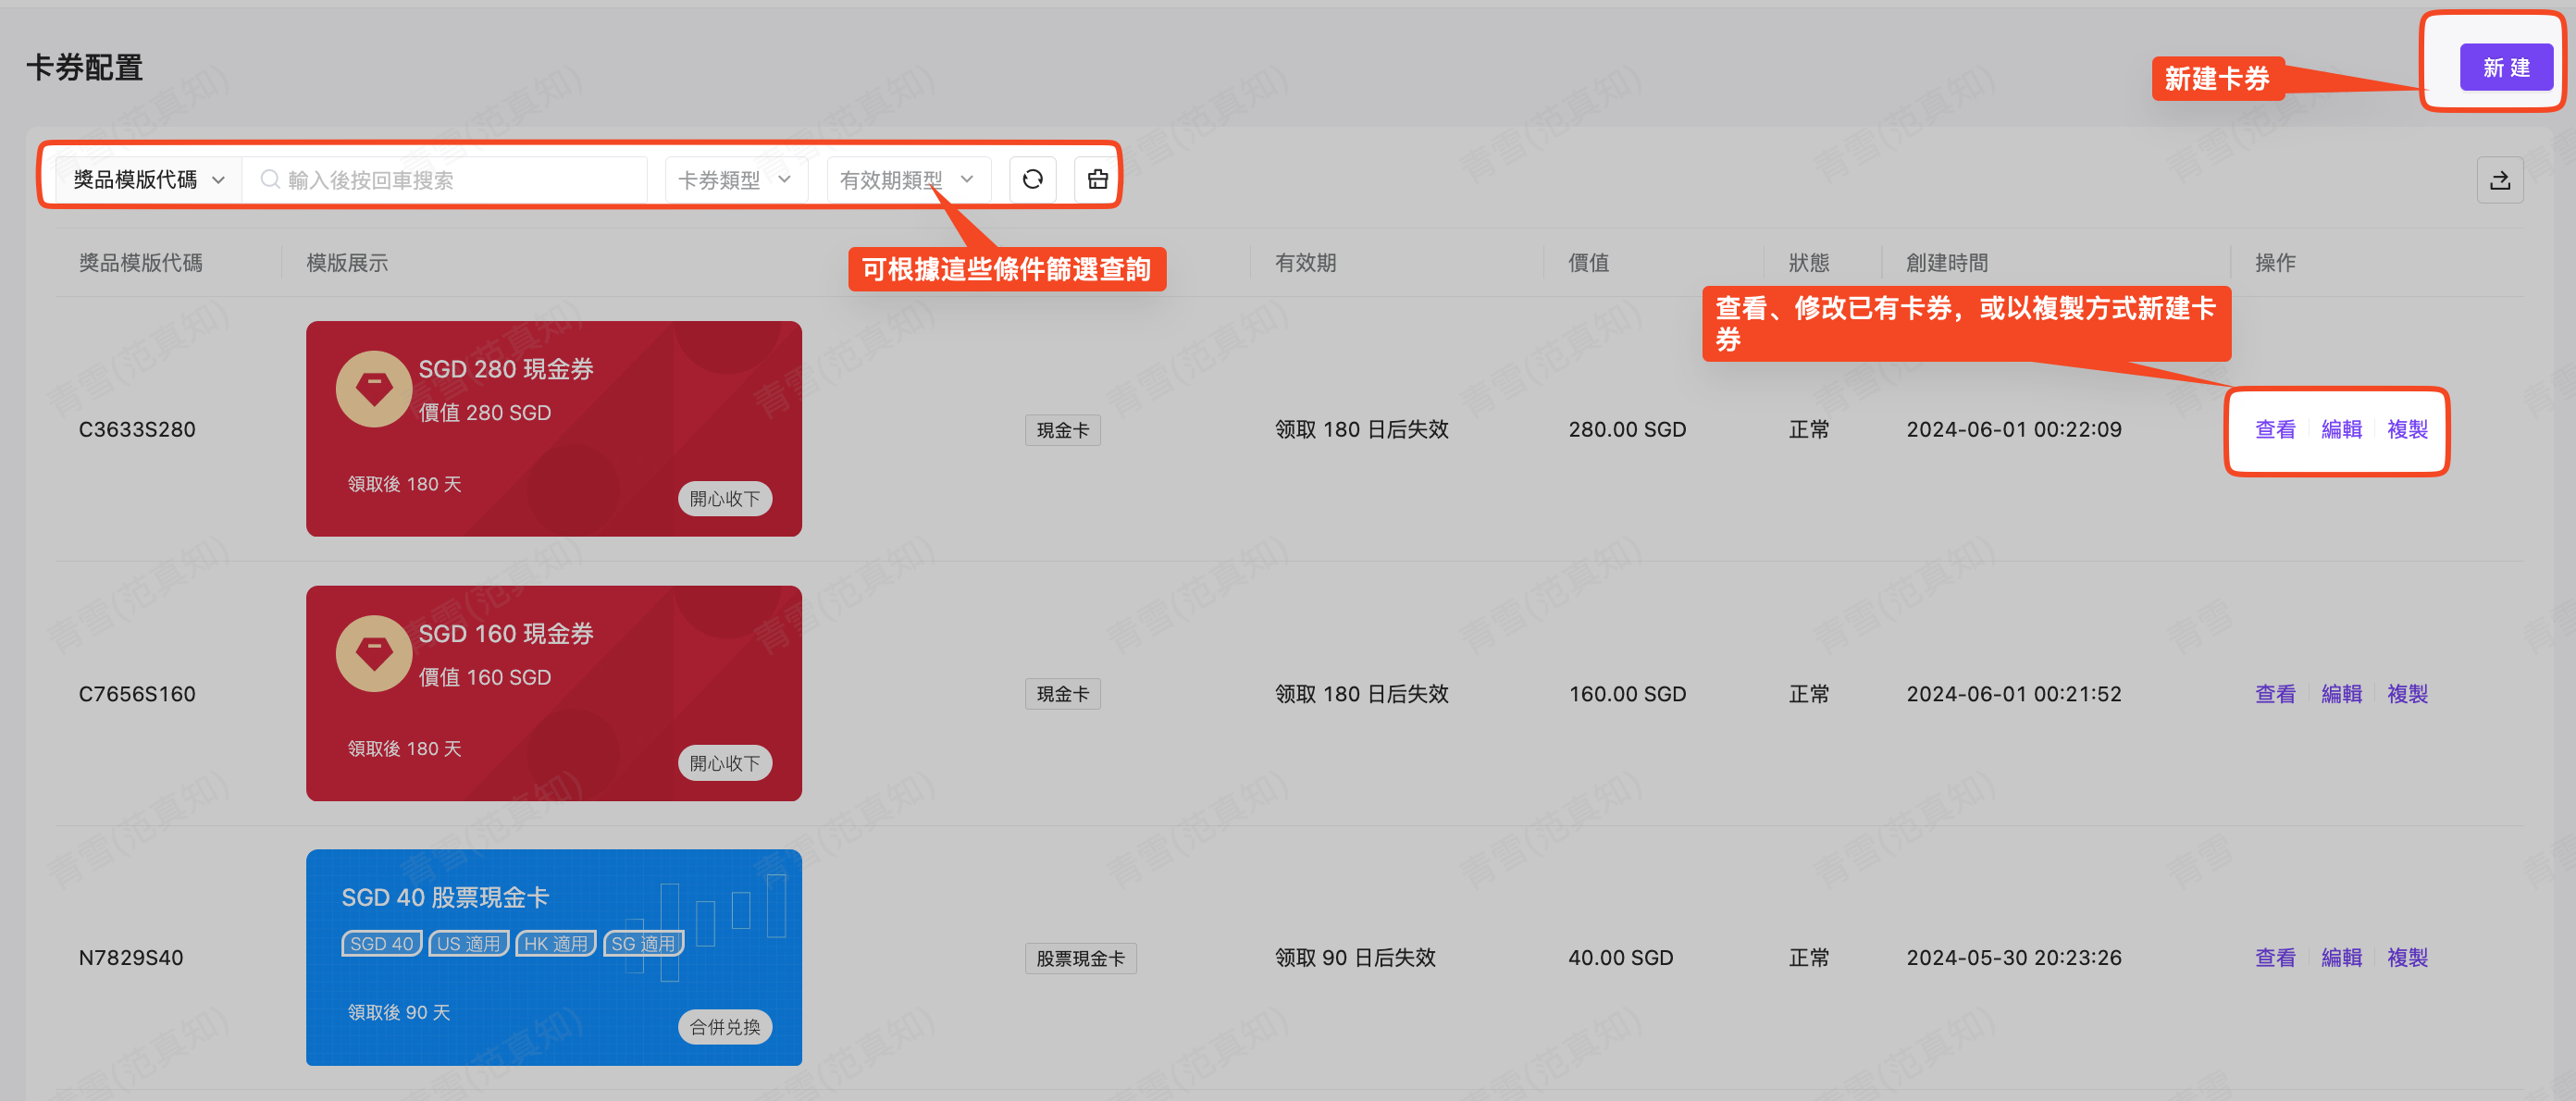 卡券配置
新建卡券
新 建
獎品模版代碼
輸入後按回車搜索
卡券類型
有效期類型
可根據這些條件篩選查詢
獎品模版代碼
模版展示
有效期
價值
狀態
創建時間
操作
查看、修改已有卡券，或以複製方式新建卡
券
C3633S280
SGD 280 現金券
價值 280 SGD
領取後 180 天
開心收下
現金卡
领取 180 日后失效
280.00 SGD
正常
2024-06-01 00:22:09
查看
編輯
複製
C7656S160
SGD 160 現金券
價值 160 SGD
領取後 180 天
開心收下
現金卡
领取 180 日后失效
160.00 SGD
正常
2024-06-01 00:21:52
查看
編輯
複製
N7829S40
SGD 40 股票現金卡
SGD 40
US 適用
HK 適用
SG 適用
領取後 90 天
合併兑換
股票現金卡
领取 90 日后失效
40.00 SGD
正常
2024-05-30 20:23:26
查看
編輯
複製
青雪(范真知)